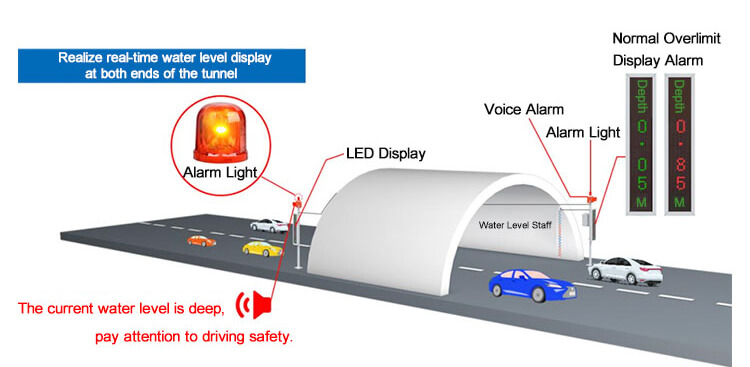 Realize real-time water level display
at both ends of the tunnel
Normal Overlimit
Display Alarm
Depth 0.05 M
Depth 0.85 M
Voice Alarm
Alarm Light
Alarm Light
LED Display
Water Level Staff
The current water level is deep,
pay attention to driving safety.